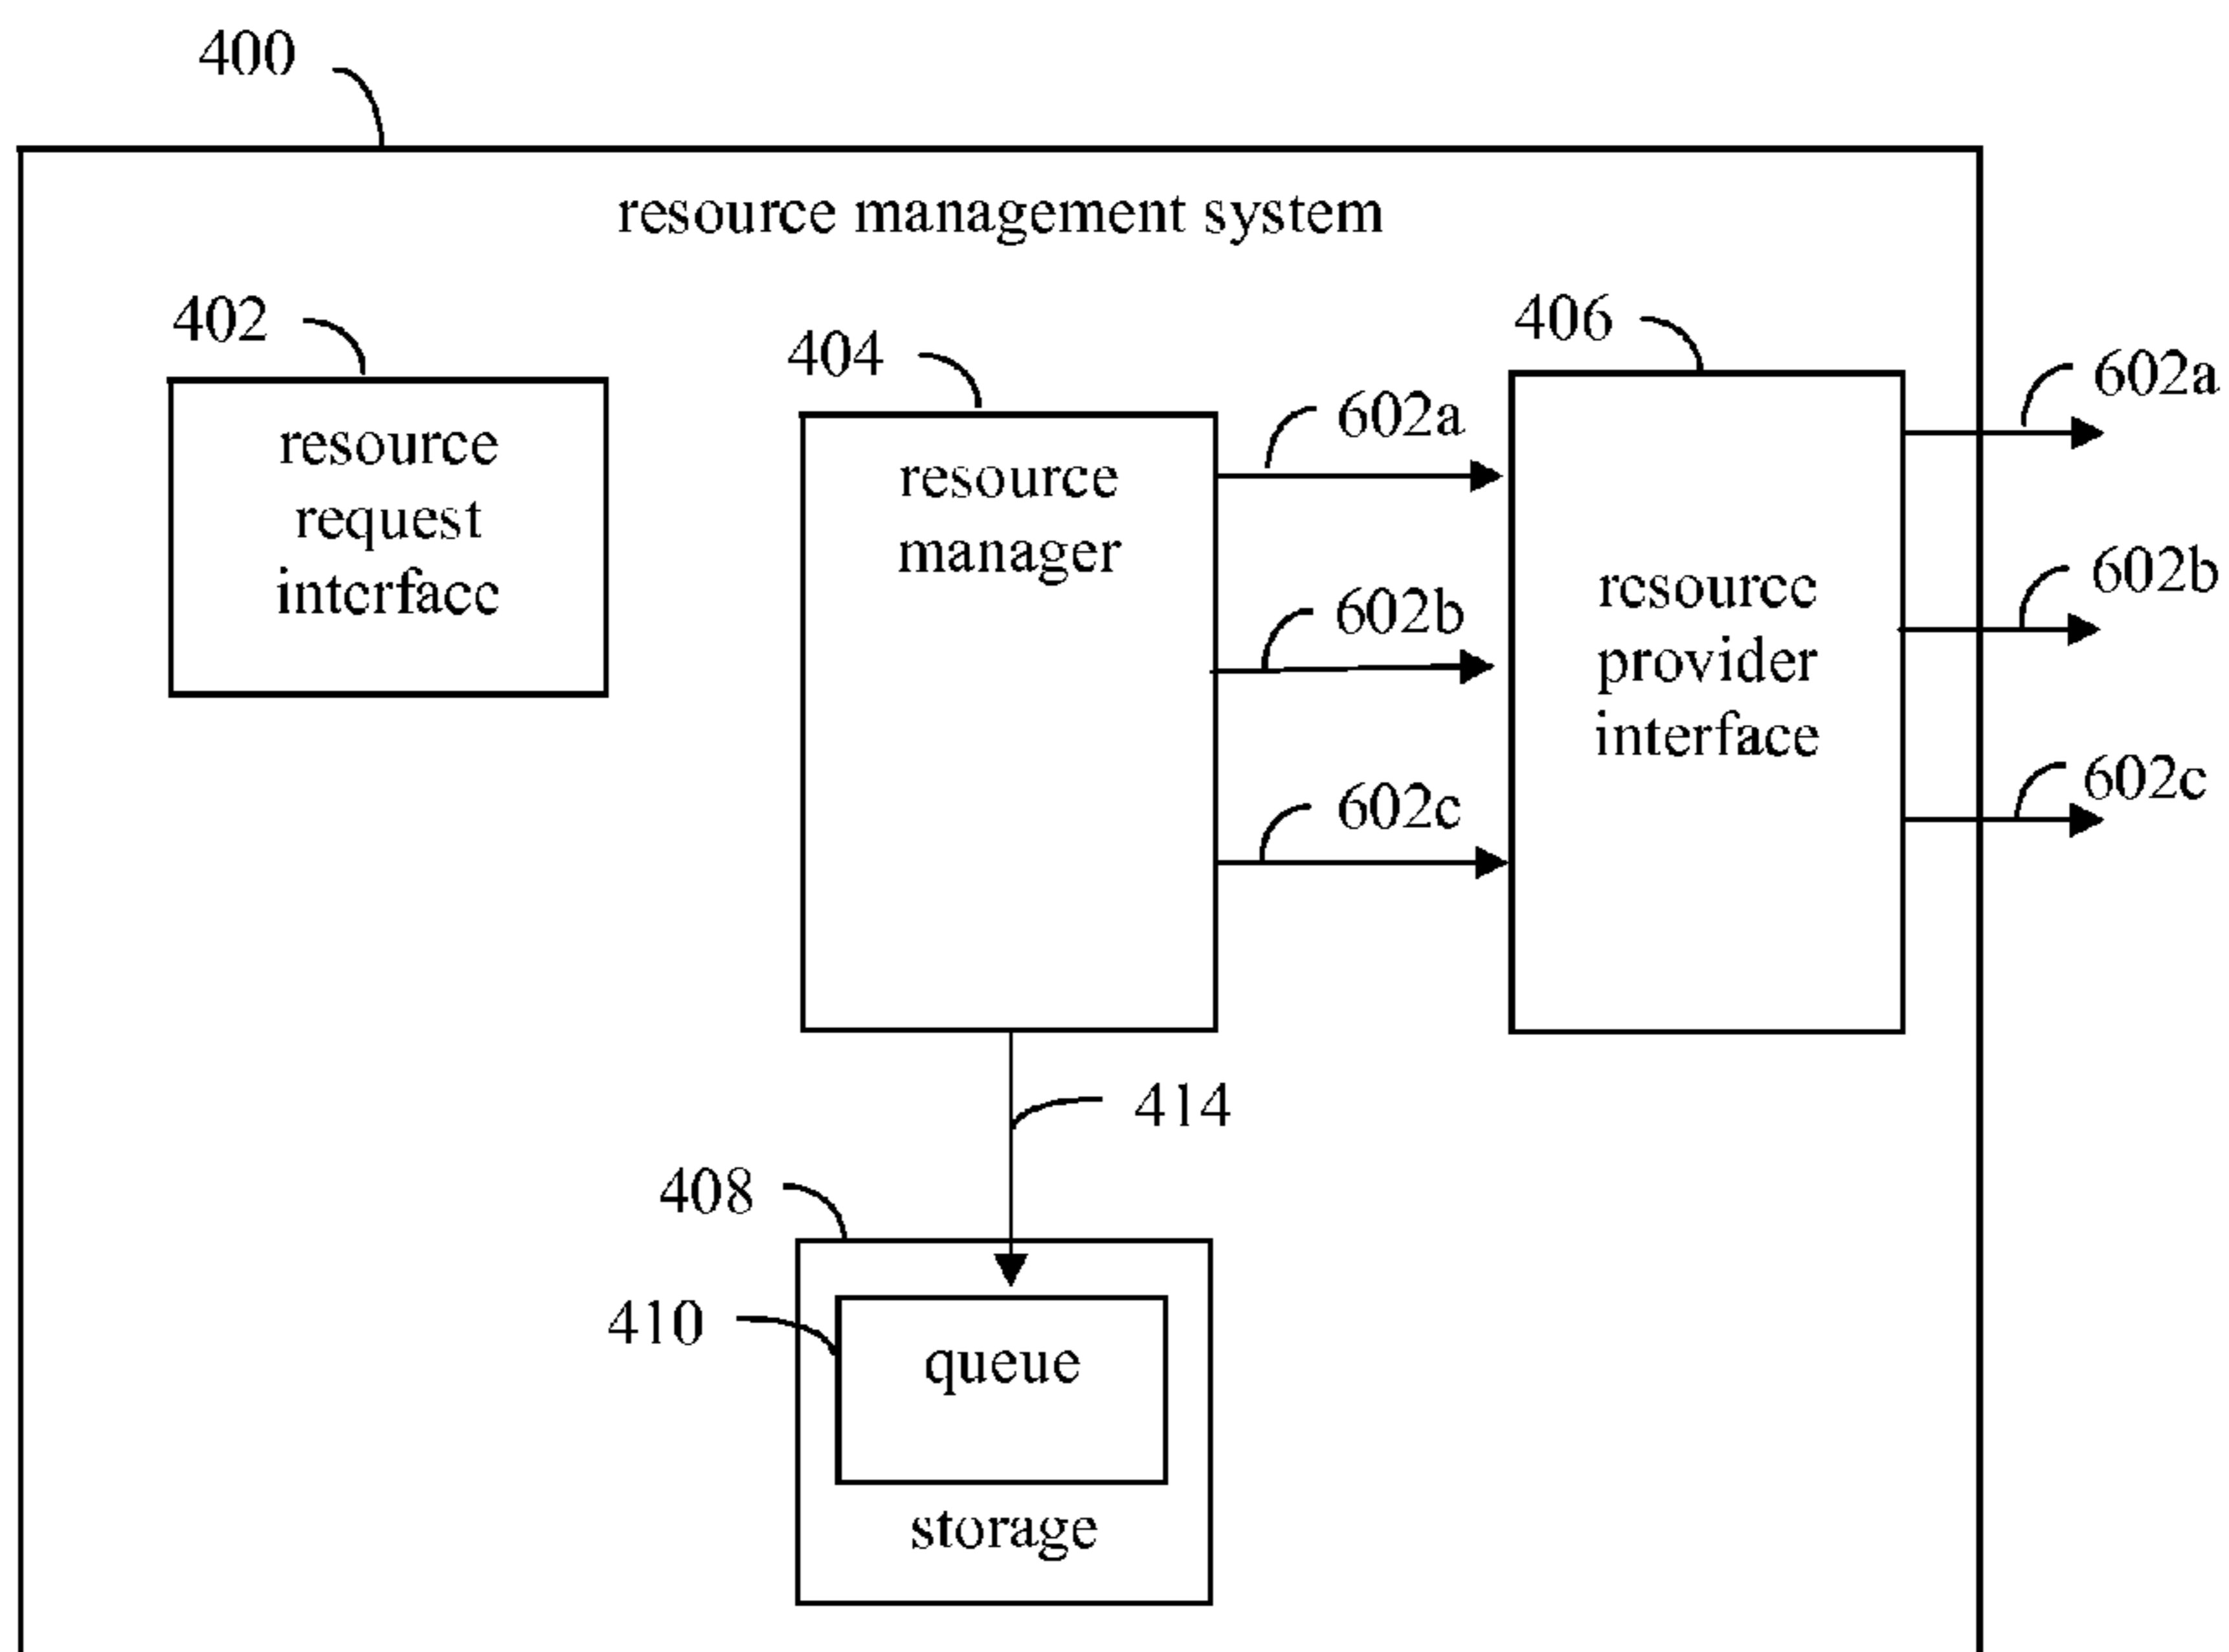 400
resource management system
402
404
406
602a
602a
resource
request
interface
resource
manager
602b
602b
resource
provider
interface
602c
602c
414
408
410
queue
storage